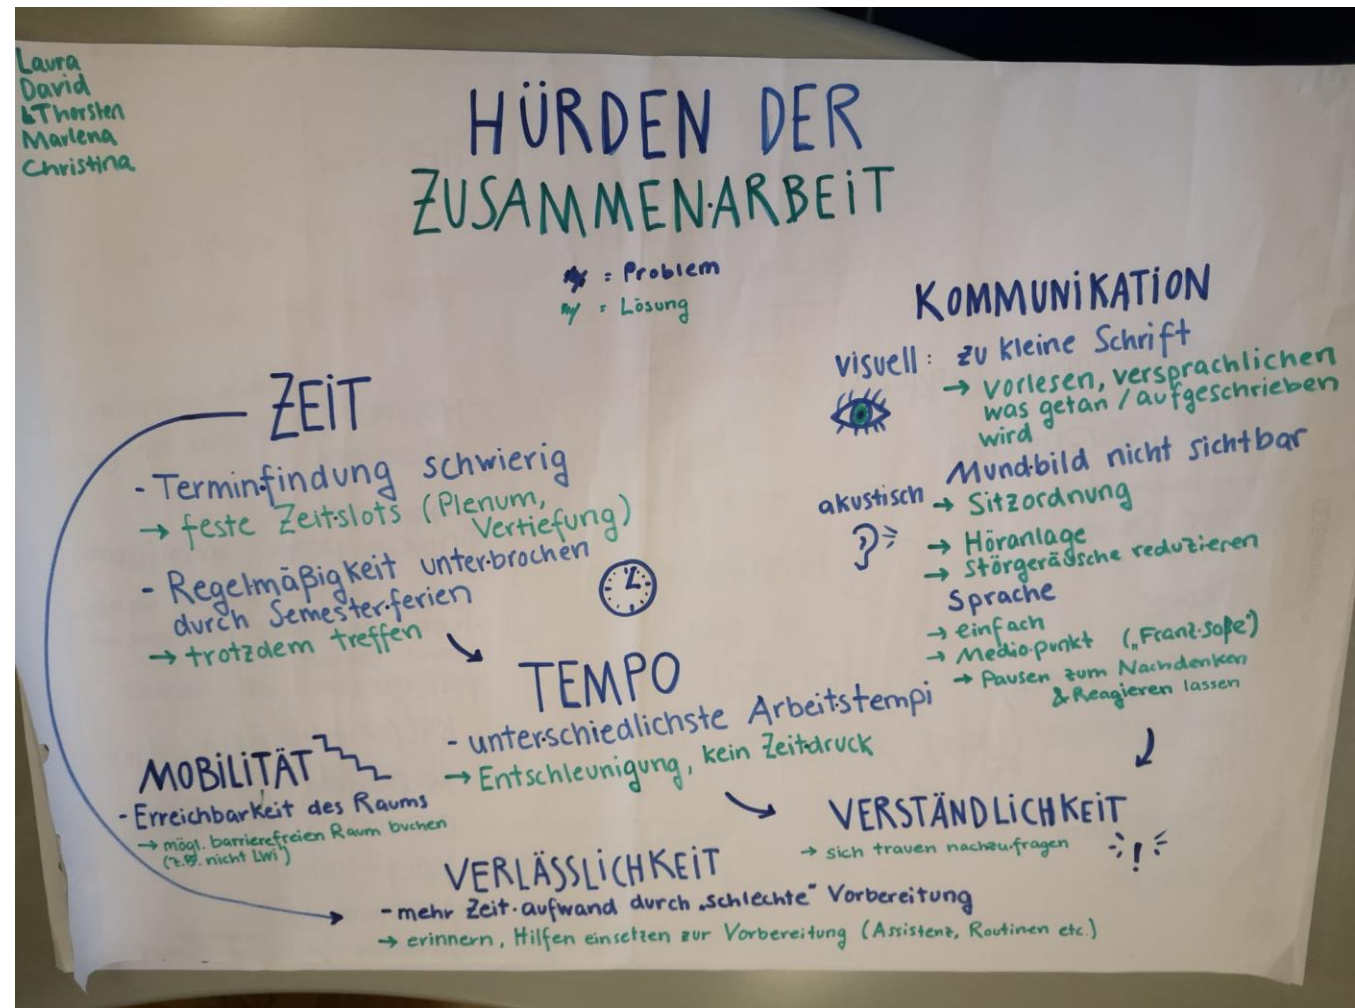 Laura
David
Thorsten
Marlena
Christina
HÜRDEN DER
ZUSAMMEN·ARBEIT
= Problem
= Lösung
ZEIT
- Termin·findung schwierig
→ feste Zeit·slots (Plenum,
Vertiefung)
- Regelmäßigkeit unter·brochen
durch Semester·ferien
→ trotzdem treffen
TEMPO
- unter·schiedlichste Arbeits·tempi
→ Entschleunigung, kein Zeit·druck
MOBILITÄT
- Erreichbarkeit des Raums
→ mögl. barrierefreien Raum buchen
(z.B. nicht LWi)
VERLÄSSLICHKEIT
- mehr Zeit·aufwand durch „schlechte" Vorbereitung
→ erinnern, Hilfen einsetzen zur Vorbereitung (Assistenz, Routinen etc.)
KOMMUNIKATION
visuell: zu kleine Schrift
→ vorlesen, versprachlichen
was getan / aufgeschrieben
wird
Mund·bild nicht sichtbar
akustisch → Sitzordnung
→ Höranlage
→ Störgeräusche reduzieren
Sprache
→ einfach
→ Medio·punkt („Franz·soße")
→ Pausen zum Nachdenken
& Reagieren lassen
VERSTÄNDLICHKEIT
→ sich trauen nachzu·fragen
!